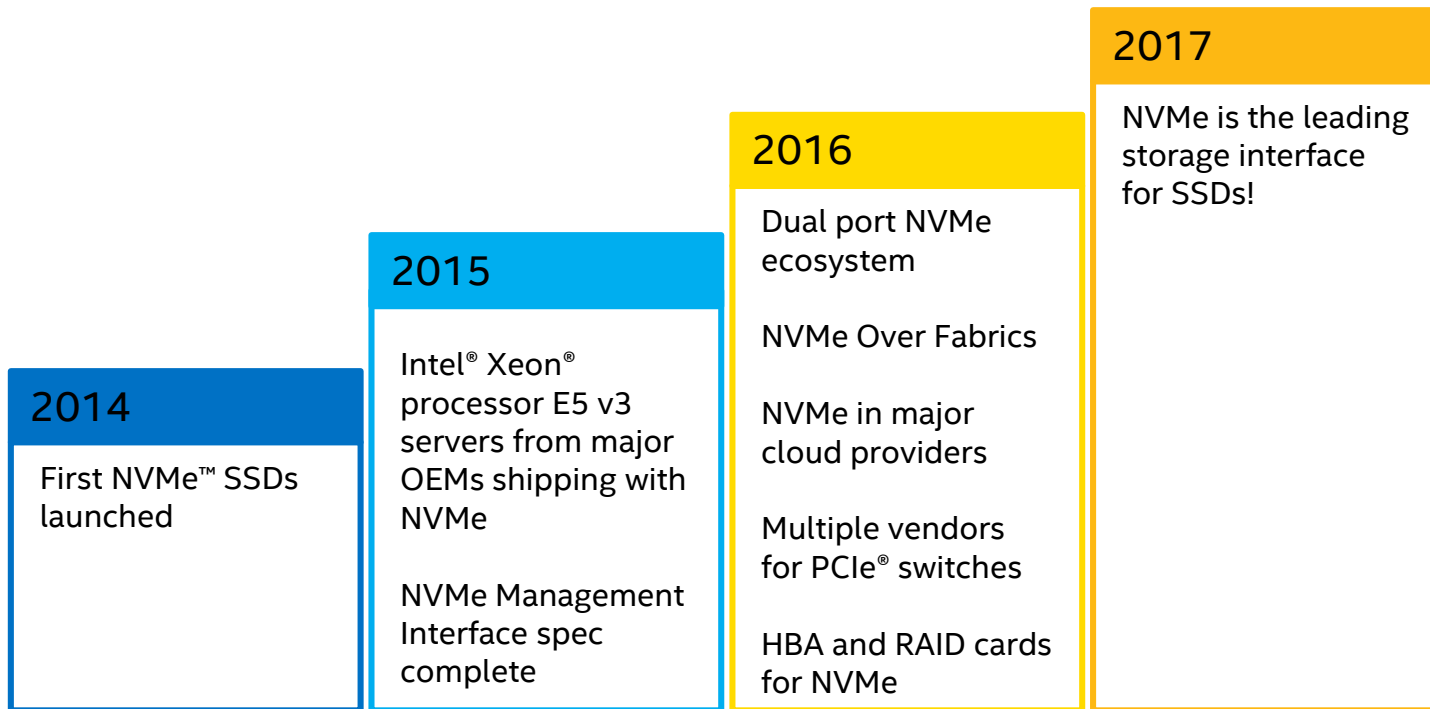 2014
First NVMe™ SSDs
launched
2015
Intel® Xeon®
processor E5 v3
servers from major
OEMs shipping with
NVMe
NVMe Management
Interface spec
complete
2016
Dual port NVMe
ecosystem
NVMe Over Fabrics
NVMe in major
cloud providers
Multiple vendors
for PCIe® switches
HBA and RAID cards
for NVMe
2017
NVMe is the leading
storage interface
for SSDs!